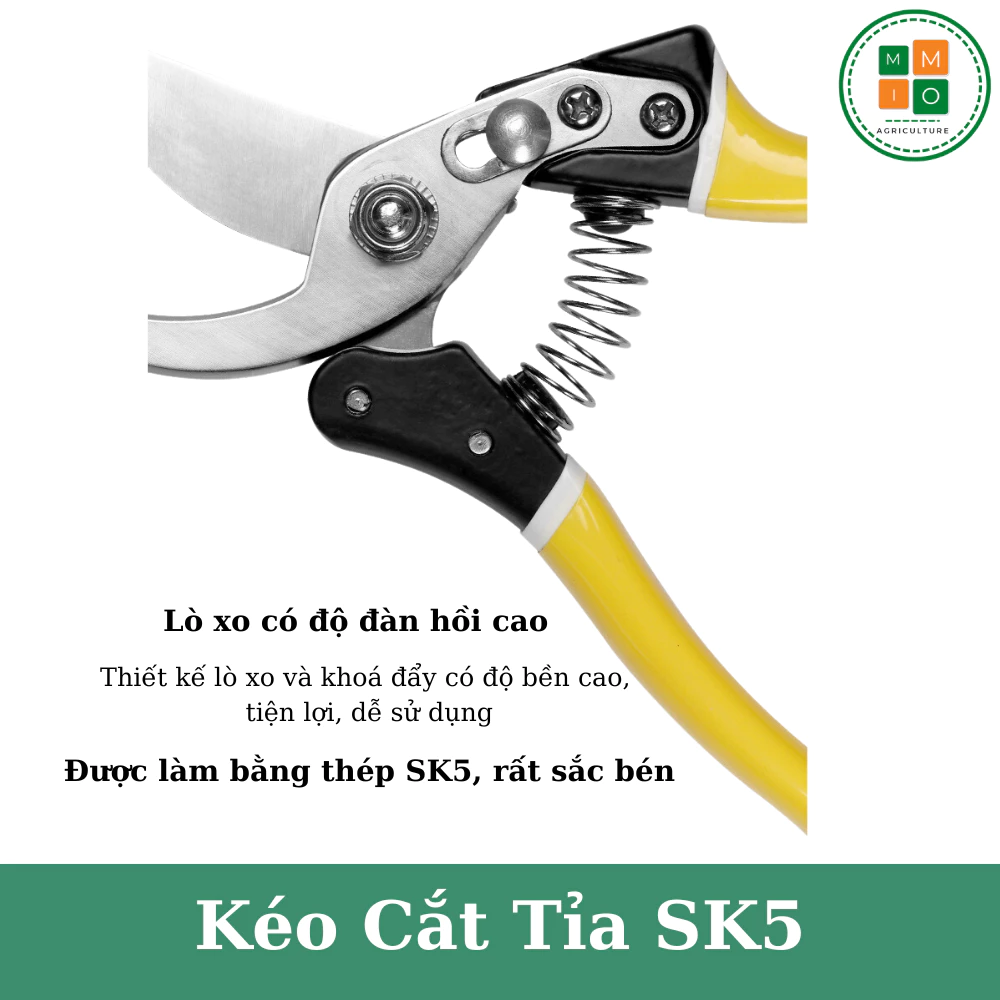 M M
I O
AGRICULTURE
Lò xo có độ đàn hồi cao
Thiết kế lò xo và khoá đẩy có độ bền cao,
tiện lợi, dễ sử dụng
Được làm bằng thép SK5, rất sắc bén
Kéo Cắt Tỉa SK5